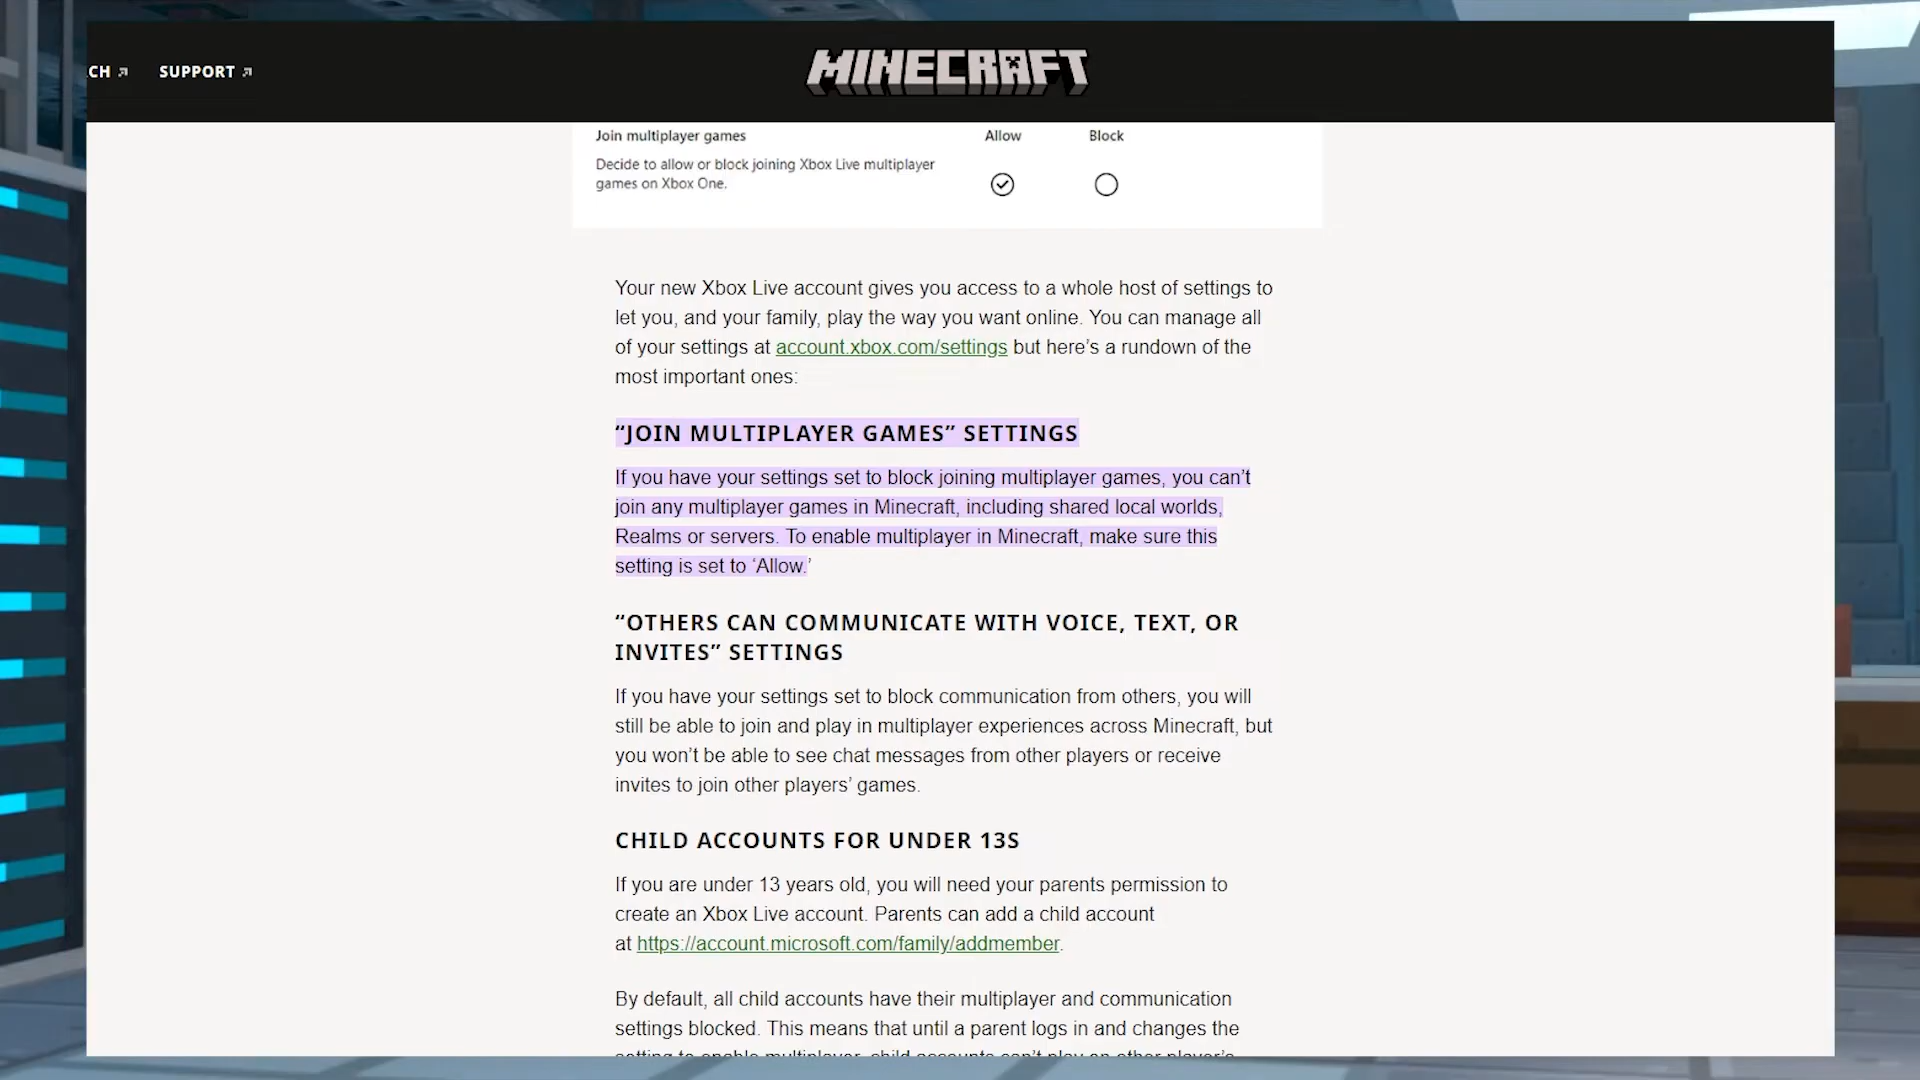 CH SUPPORT
MINECRAFT
Join multiplayer games Allow Block
Decide to allow or block joining Xbox Live multiplayer
games on Xbox One.
Your new Xbox Live account gives you access to a whole host of settings to
let you, and your family, play the way you want online. You can manage all
of your settings at account.xbox.com/settings but here’s a rundown of the
most important ones:
“JOIN MULTIPLAYER GAMES” SETTINGS
If you have your settings set to block joining multiplayer games, you can’t
join any multiplayer games in Minecraft, including shared local worlds,
Realms or servers. To enable multiplayer in Minecraft, make sure this
setting is set to ‘Allow.’
“OTHERS CAN COMMUNICATE WITH VOICE, TEXT, OR
INVITES” SETTINGS
If you have your settings set to block communication from others, you will
still be able to join and play in multiplayer experiences across Minecraft, but
you won’t be able to see chat messages from other players or receive
invites to join other players’ games.
CHILD ACCOUNTS FOR UNDER 13S
If you are under 13 years old, you will need your parents permission to
create an Xbox Live account. Parents can add a child account
at https://account.microsoft.com/family/addmember.
By default, all child accounts have their multiplayer and communication
settings blocked. This means that until a parent logs in and changes the
setting to enable multiplayer, child accounts can’t play on other player’s